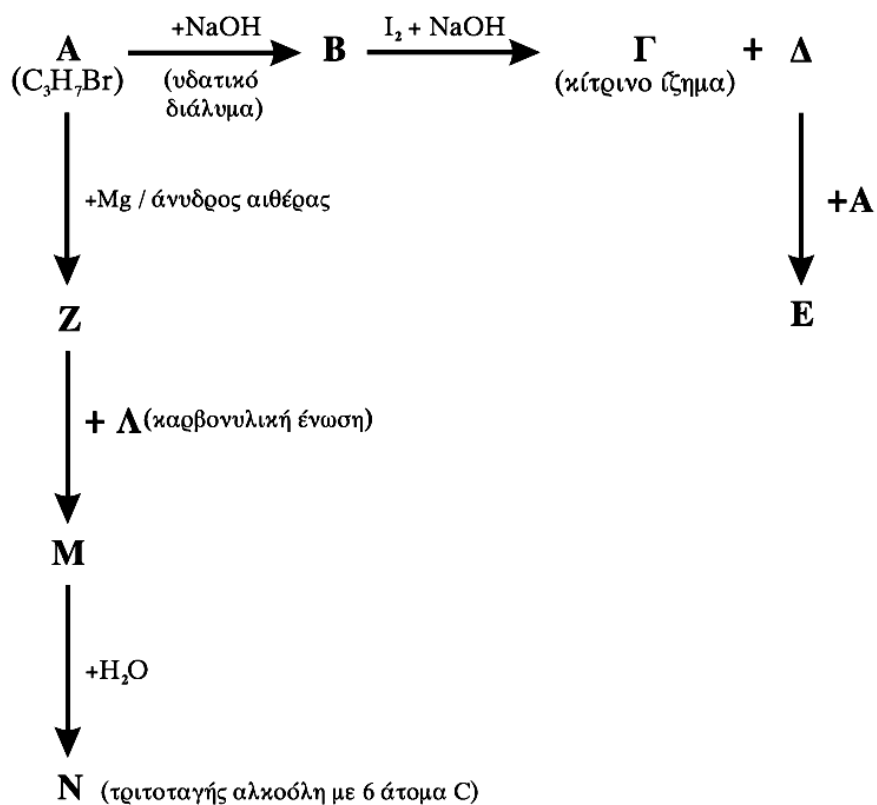 +NaOH
I₂ + NaOH
A B Γ + Δ
(C₃H₇Br) (υδατικό διάλυμα) (κίτρινο ίζημα)
+Mg / άνυδρος αιθέρας
+A
Z
E
+ Λ (καρβονυλική ένωση)
M
+H₂O
N (τριτοταγής αλκοόλη με 6 άτομα C)